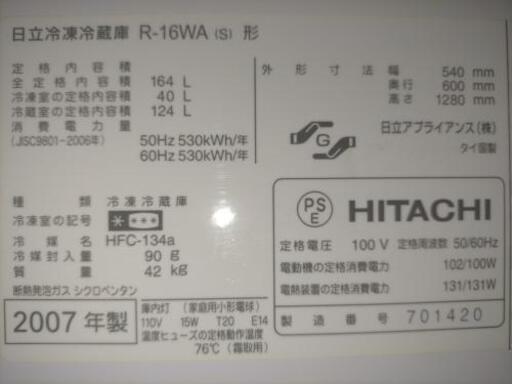 日立冷凍冷蔵庫 R-16WA (S) 形
定格内容積
全定格内容積 164 L
冷凍室の定格内容積 40 L
冷蔵室の定格内容積 124 L
消費電力量
(JISC9801-2006年) 50Hz 530kWh/年
60Hz 530kWh/年
外形寸法 幅 540 mm
奥行 600 mm
高さ 1280 mm
G
日立アプライアンス(株)
タイ国製
種類 冷凍冷蔵庫
冷凍室の記号
冷媒名 HFC-134a
冷媒封入量 90 g
質量 42 kg
断熱発泡ガス シクロペンタン
2007 年製
庫内灯 (家庭用小形電球)
110V 15W T20 E14
温度ヒューズの定格動作温度
76℃ (霜取用)
PS
E
HITACHI
定格電圧 100 V 定格周波数 50/60Hz
電動機の定格消費電力 102/100W
電熱装置の定格消費電力 131/131W
製造番号 701420